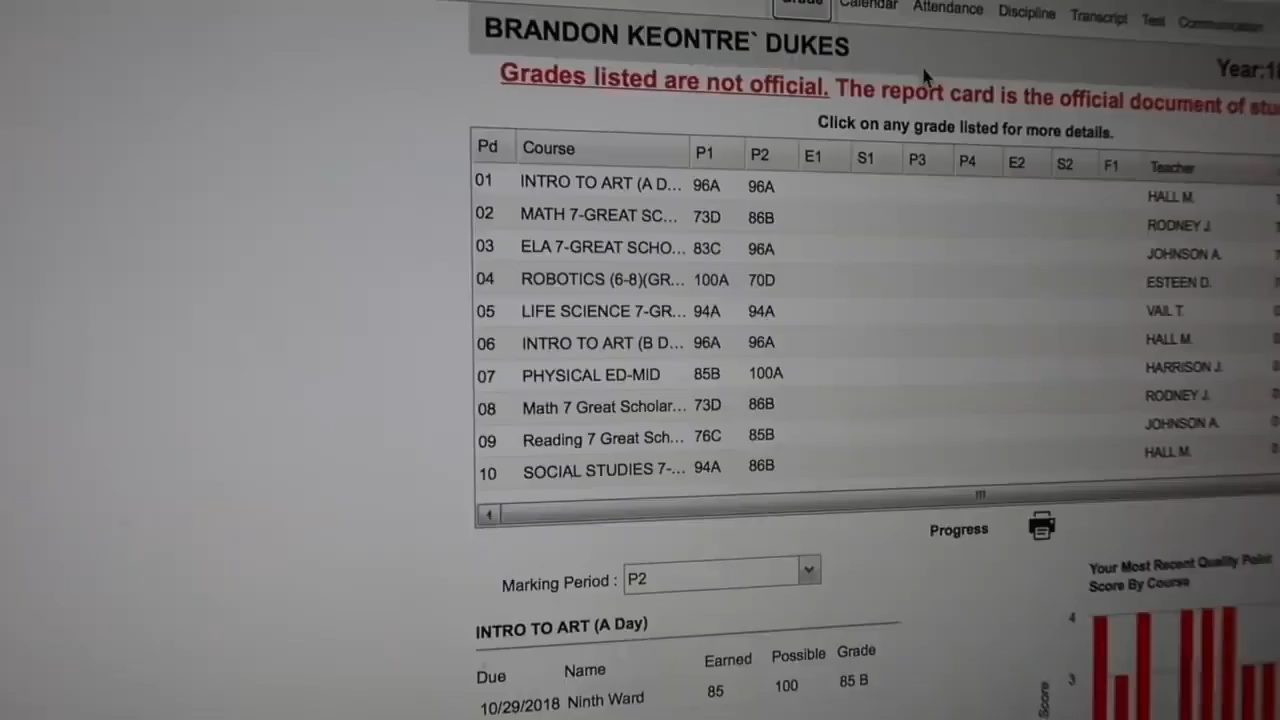 Grade Calendar Attendance Discipline Transcript Test Communication
BRANDON KEONTRE` DUKES
Year:1
Grades listed are not official. The report card is the official document of stu
Click on any grade listed for more details.
Pd Course P1 P2 E1 S1 P3 P4 E2 S2 F1 Teacher
01 INTRO TO ART (A D... 96A 96A HALL M.
02 MATH 7-GREAT SC... 73D 86B RODNEY J.
03 ELA 7-GREAT SCHO... 83C 96A JOHNSON A.
04 ROBOTICS (6-8)(GR... 100A 70D ESTEEN D.
05 LIFE SCIENCE 7-GR... 94A 94A VAIL T.
06 INTRO TO ART (B D... 96A 96A HALL M.
07 PHYSICAL ED-MID 85B 100A HARRISON J.
08 Math 7 Great Scholar... 73D 86B RODNEY J.
09 Reading 7 Great Sch... 76C 85B JOHNSON A.
10 SOCIAL STUDIES 7-... 94A 86B HALL M.
Progress
Marking Period : P2
Your Most Recent Quality Point
Score By Course
INTRO TO ART (A Day)
Due Name Earned Possible Grade
10/29/2018 Ninth Ward 85 100 85 B
4
3
Score